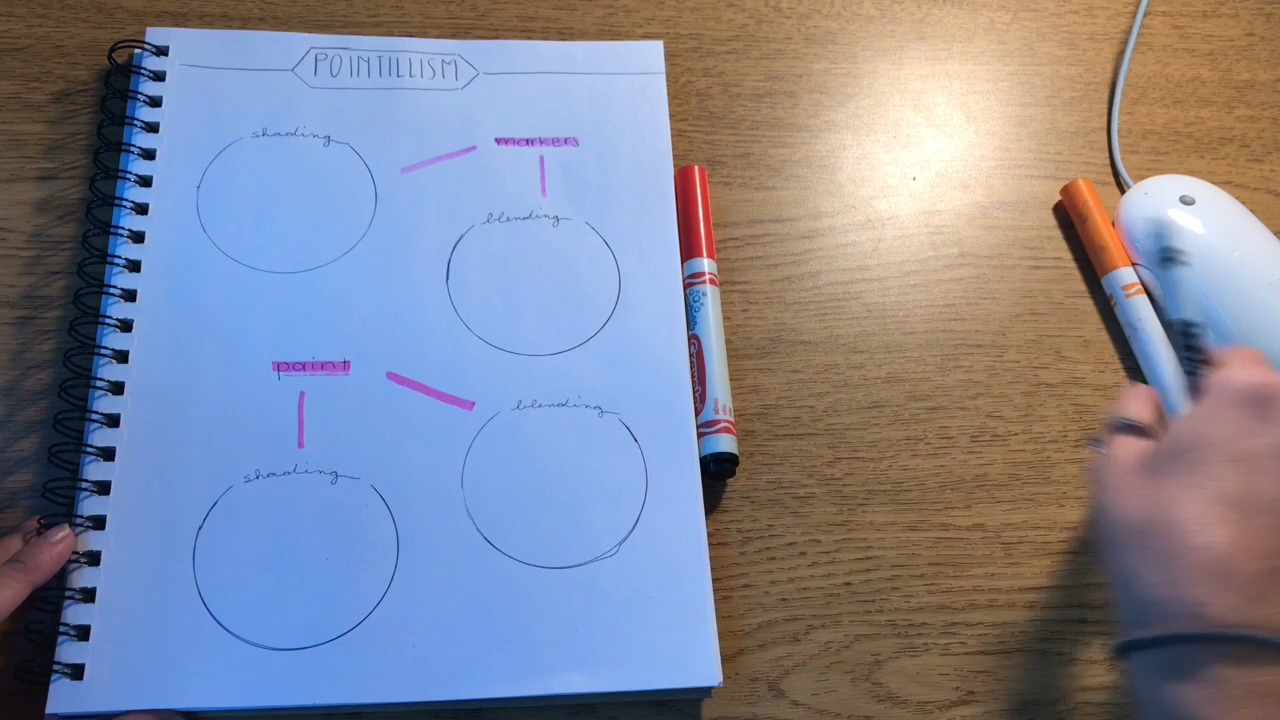 POINTILLISM
shading
markers
blending
paint
blending
shading